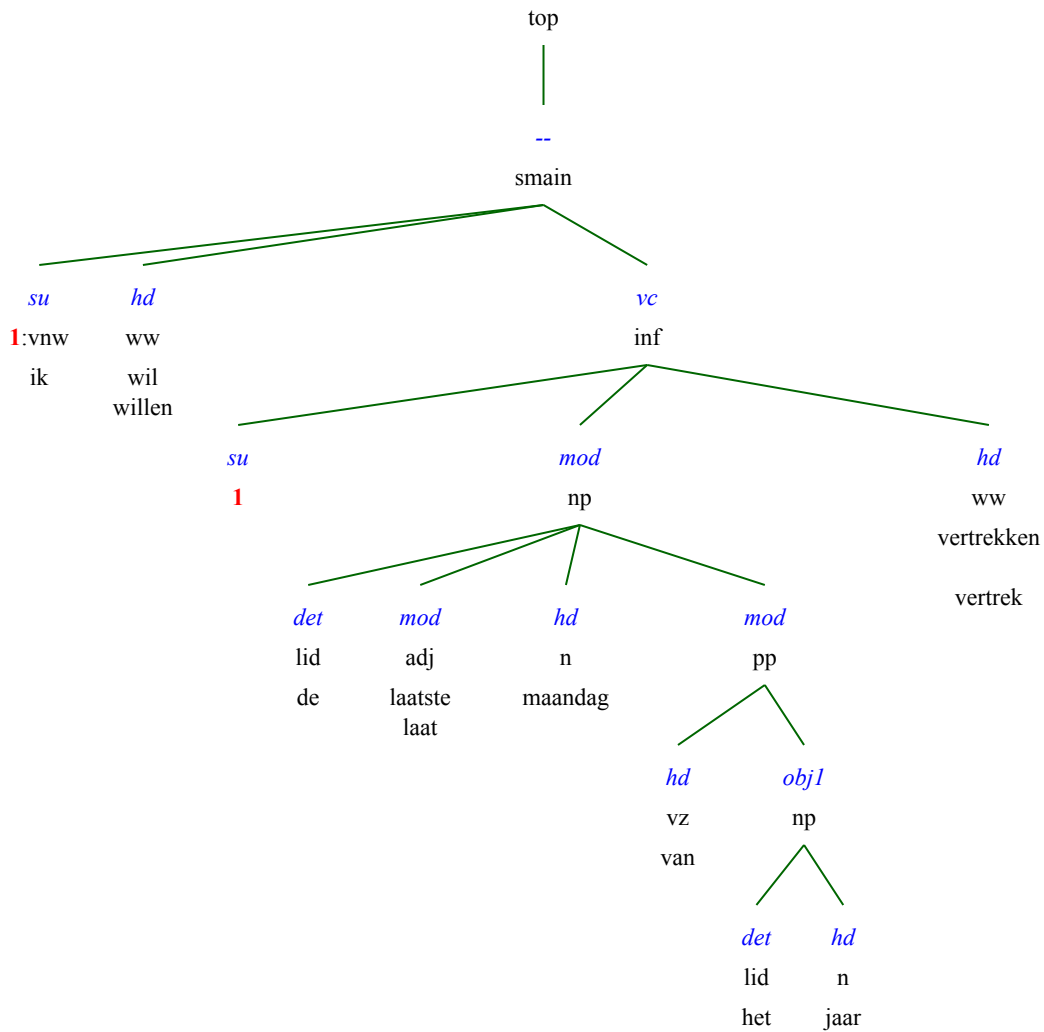 top
--
smain
su hd vc
1:vnw ww inf
ik wil
willen
su mod hd
1 np ww
vertrekken
vertrek
det mod hd mod
lid adj n pp
de laatste maandag
laat
hd obj1
vz np
van
det hd
lid n
het jaar